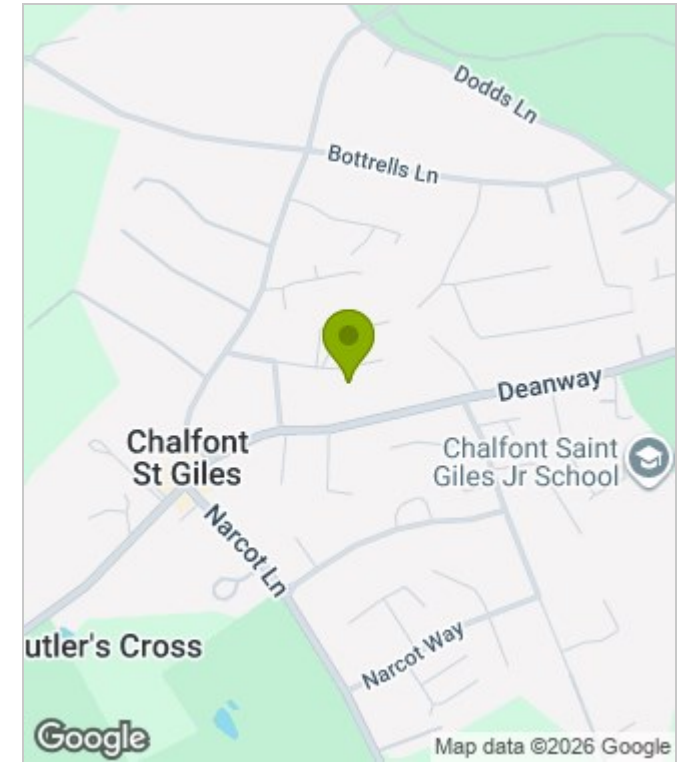 Dodds Ln
Bottrells Ln
Deanway
Chalfont
St Giles
Chalfont Saint
Giles Jr School
Narcot Ln
utler's Cross
Narcot Way
Google
Map data ©2026 Google